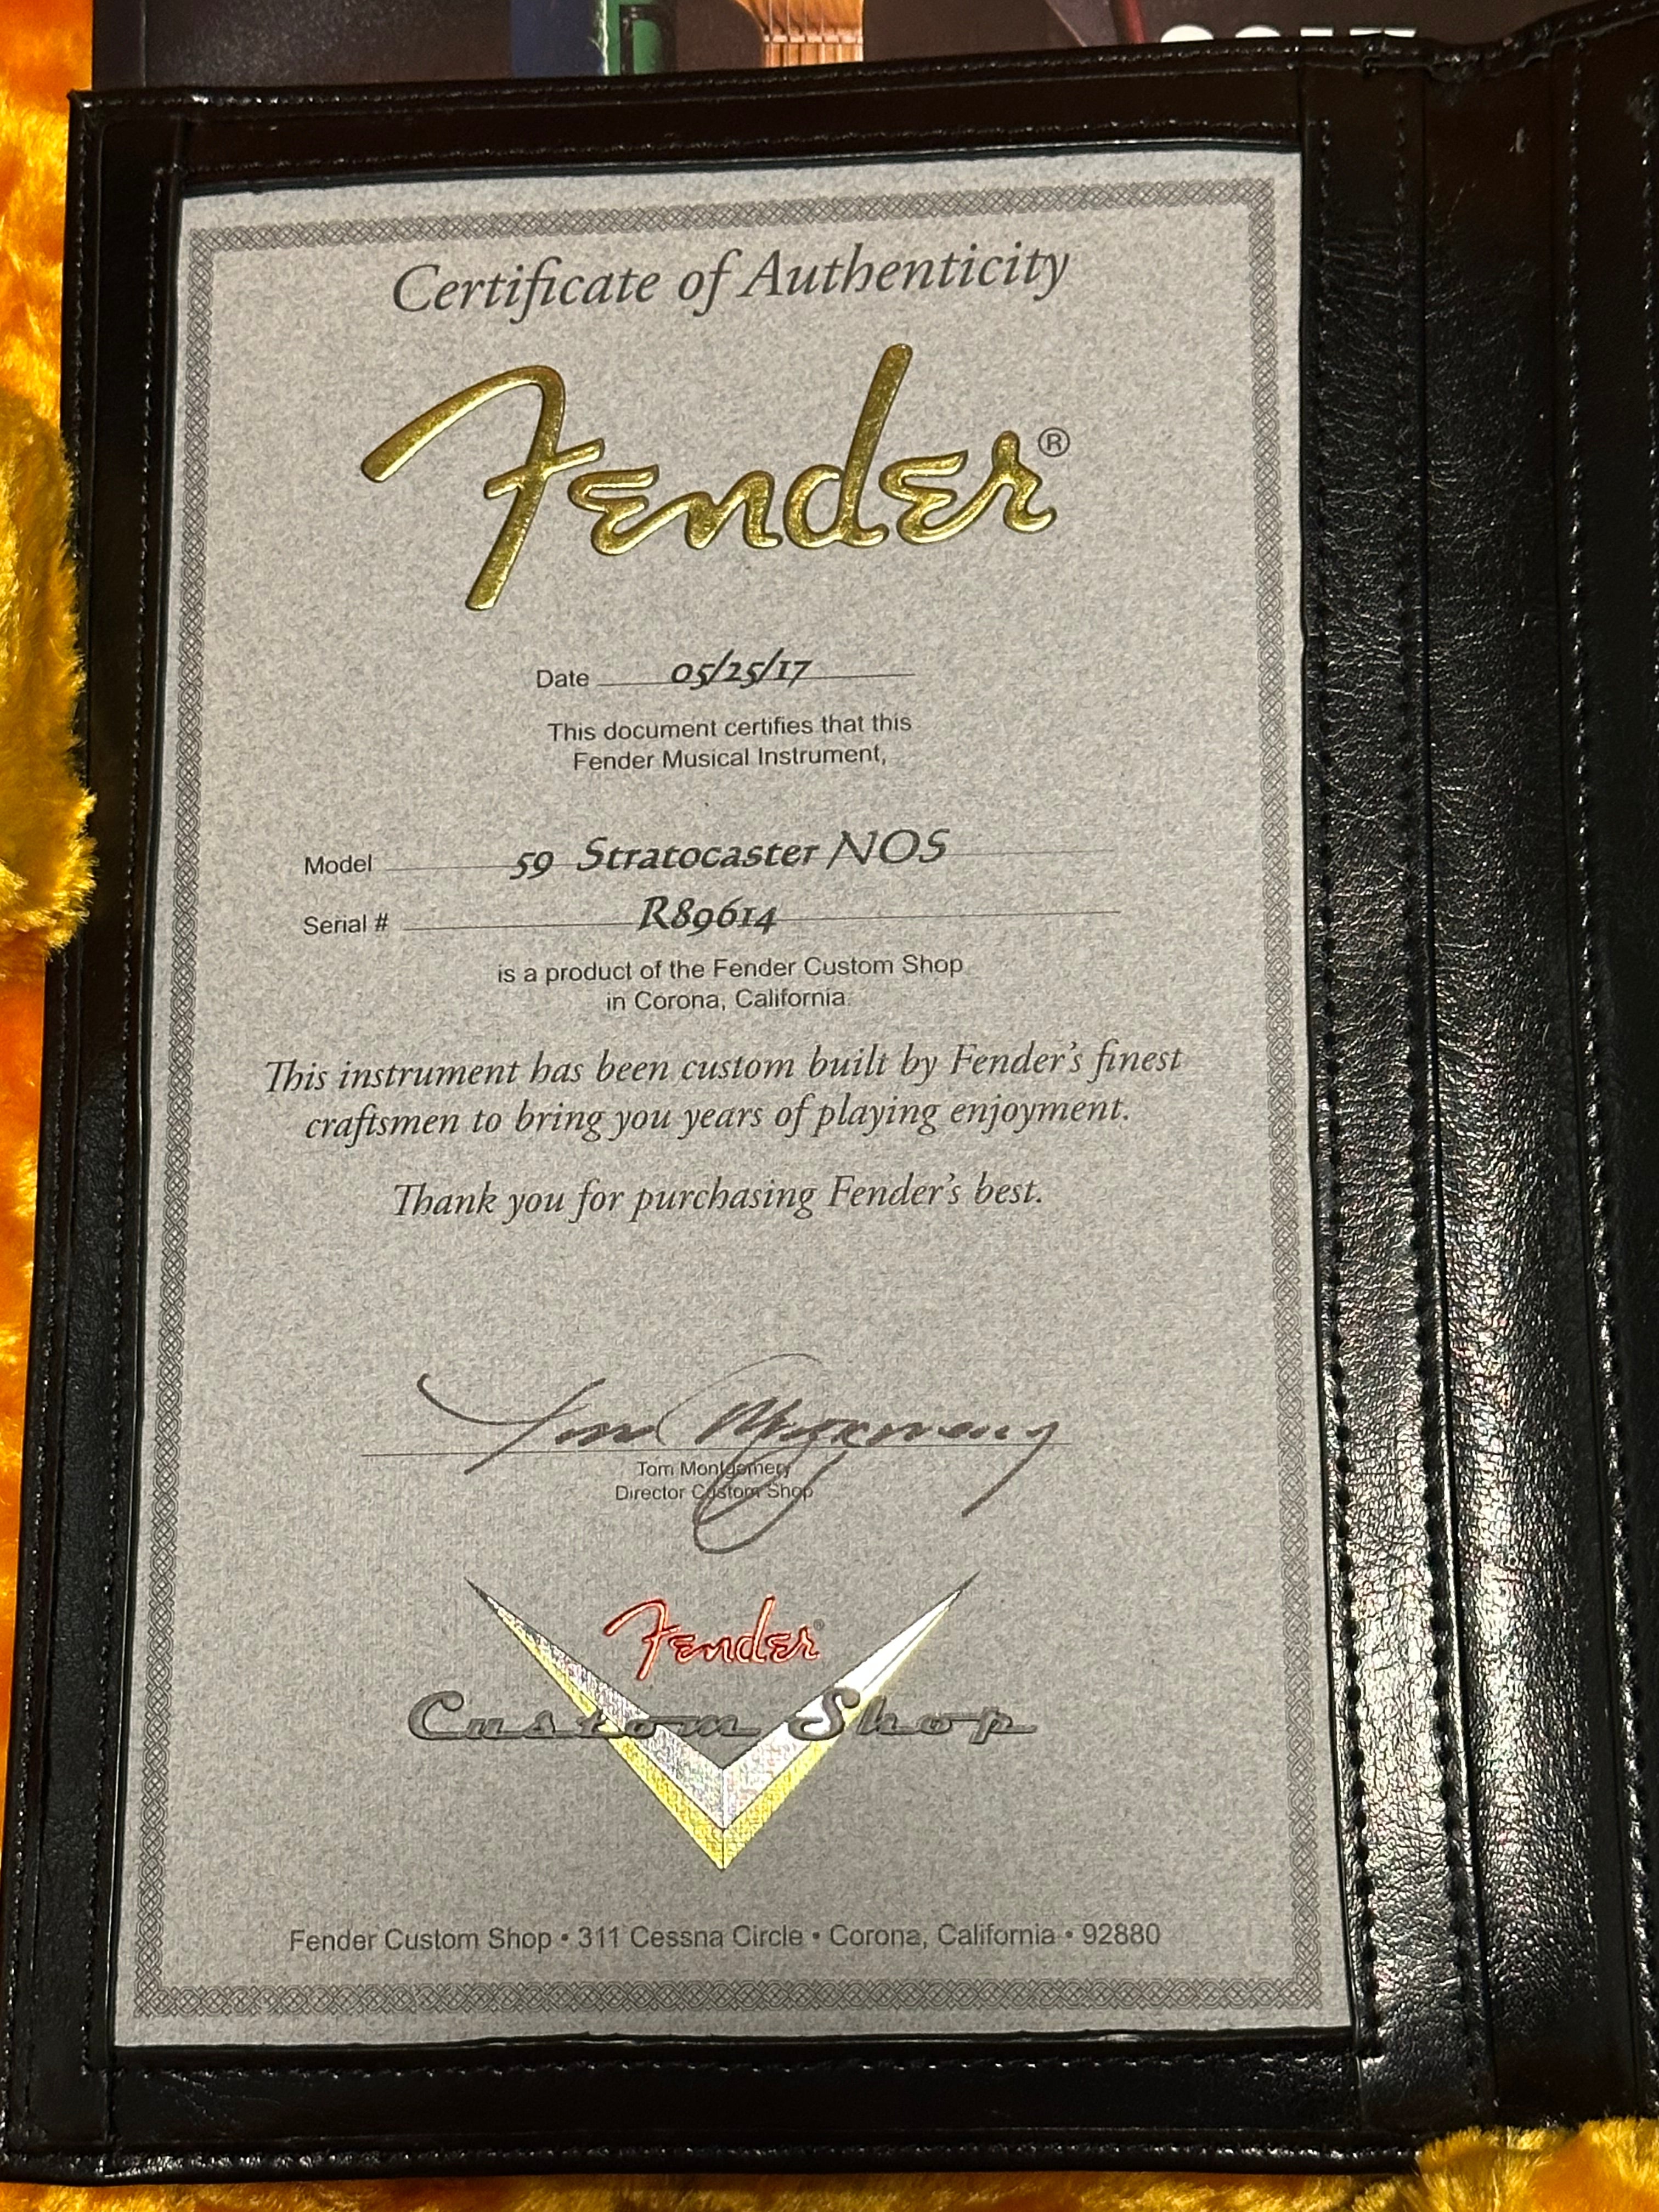 Certificate of Authenticity
Fender®
Date 05/25/17
This document certifies that this
Fender Musical Instrument,
Model 59 Stratocaster NOS
Serial # R89614
is a product of the Fender Custom Shop
in Corona, California.
This instrument has been custom built by Fender's finest
craftsmen to bring you years of playing enjoyment.
Thank you for purchasing Fender's best.
Tom Montgomery
Tom Montgomery
Director Custom Shop
Fender®
Custom Shop
Fender Custom Shop • 311 Cessna Circle • Corona, California • 92880